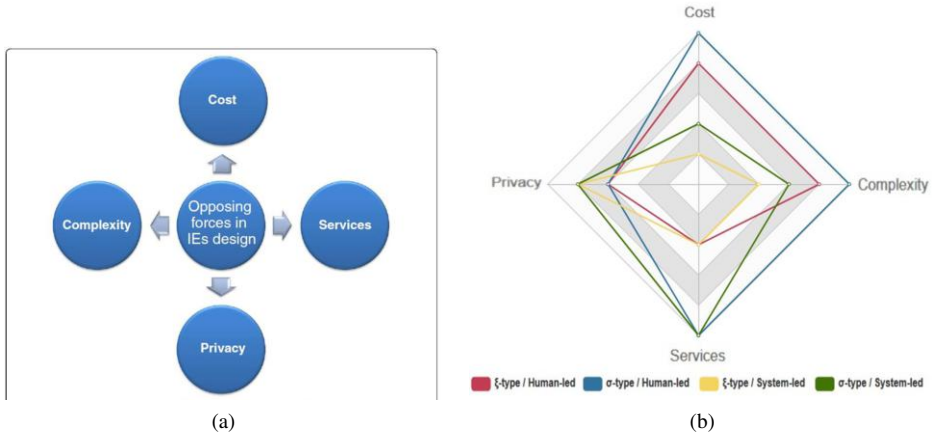 Cost
Complexity
Opposing
forces in
IEs design
Services
Privacy
(a)
Cost
Privacy
Complexity
Services
ξ-type / Human-led
σ-type / Human-led
ξ-type / System-led
σ-type / System-led
(b)